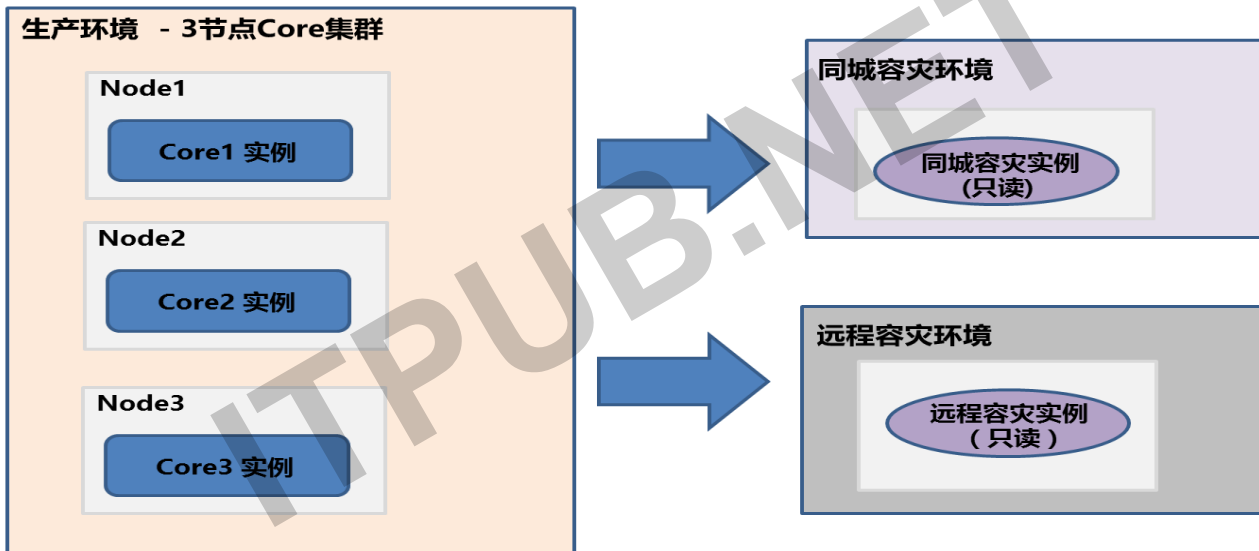 生产环境 - 3节点Core集群
Node1
Core1 实例
Node2
Core2 实例
Node3
Core3 实例
同城容灾环境
同城容灾实例
(只读)
远程容灾环境
远程容灾实例
（只读）
ITPUB.NET